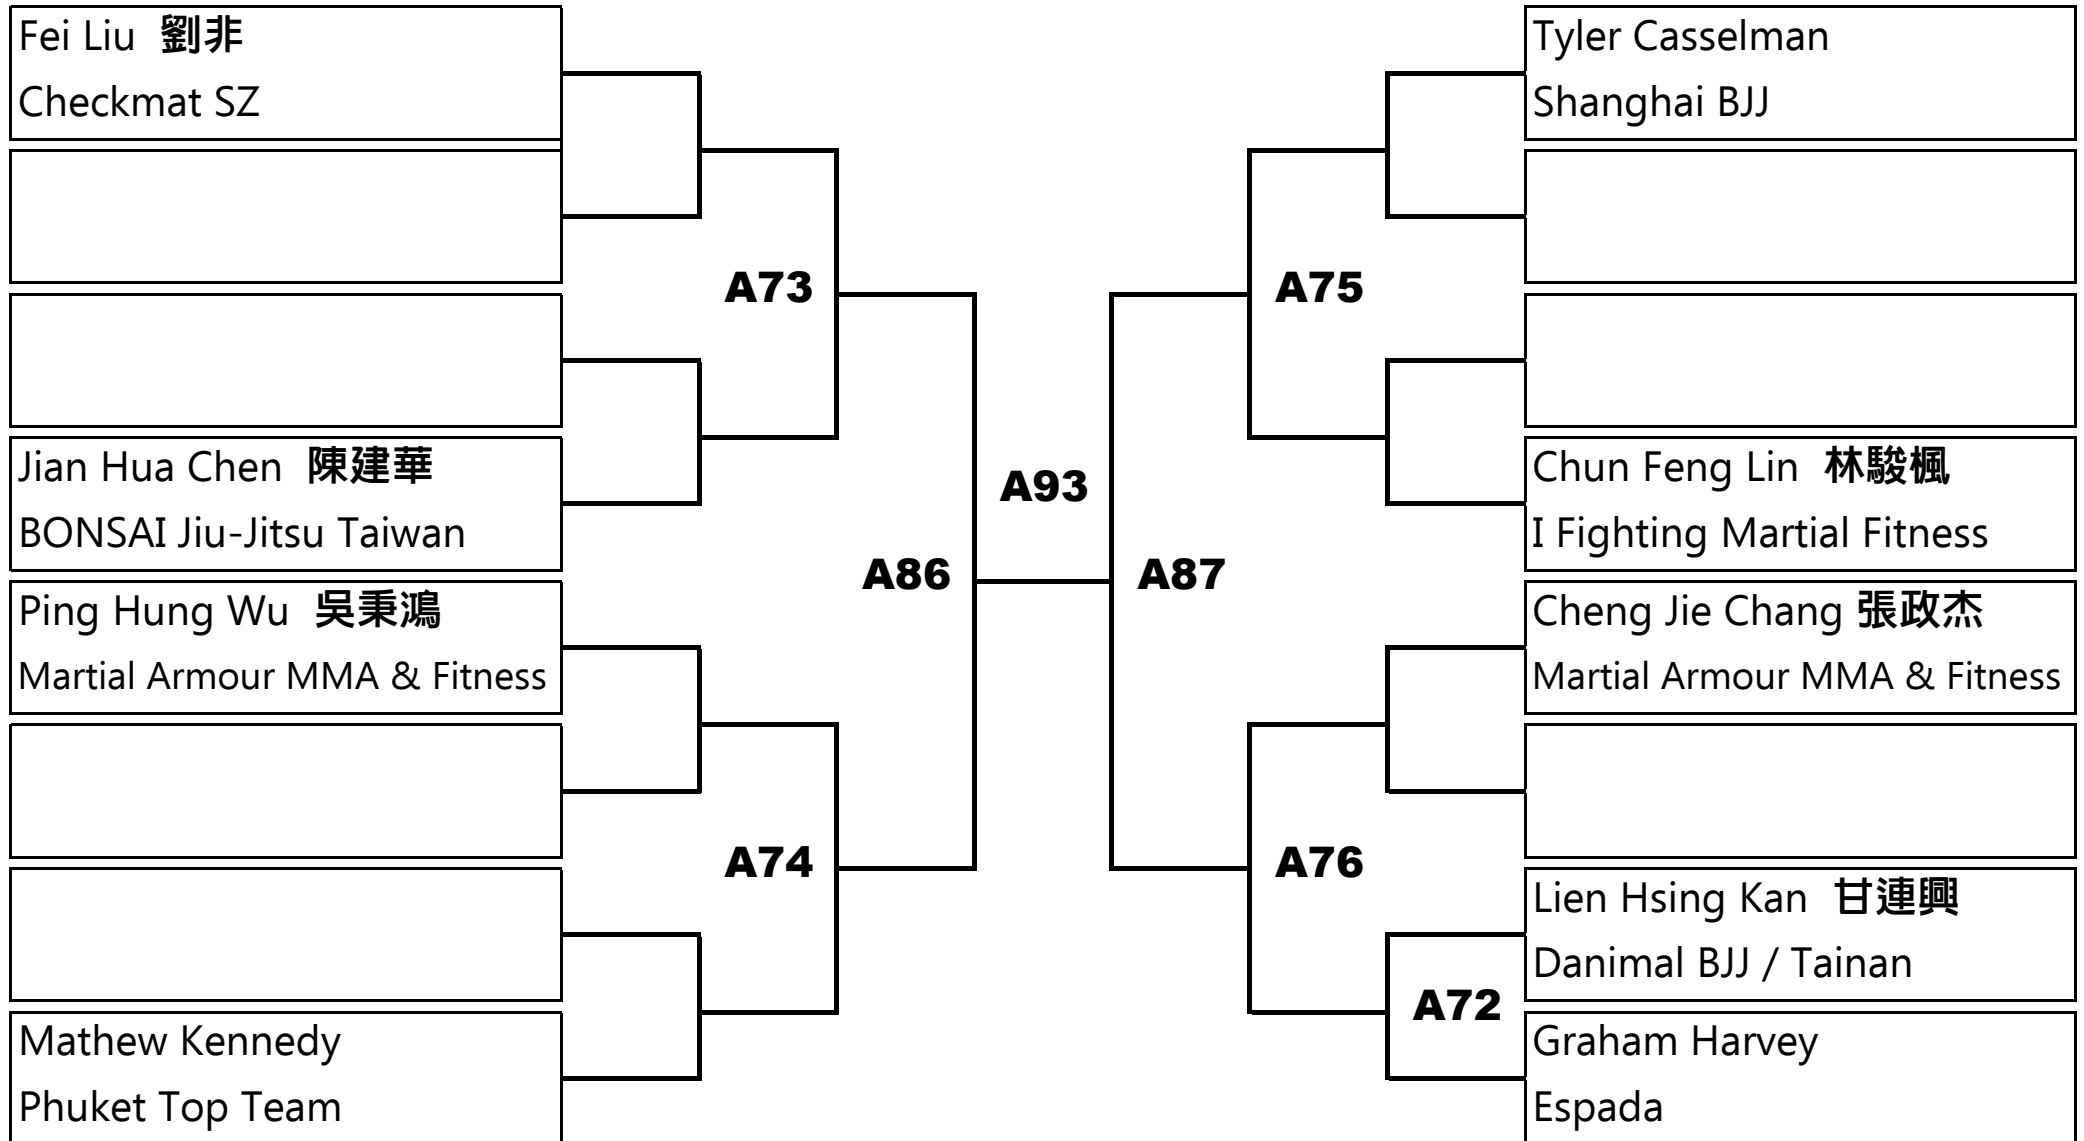 Fei Liu 劉非
Checkmat SZ
Jian Hua Chen 陳建華
BONSAI Jiu-Jitsu Taiwan
Ping Hung Wu 吳秉鴻
Martial Armour MMA & Fitness
Mathew Kennedy
Phuket Top Team
A73
A74
A86
A93
A87
A75
A76
A72
Tyler Casselman
Shanghai BJJ
Chun Feng Lin 林駿楓
I Fighting Martial Fitness
Cheng Jie Chang 張政杰
Martial Armour MMA & Fitness
Lien Hsing Kan 甘連興
Danimal BJJ / Tainan
Graham Harvey
Espada